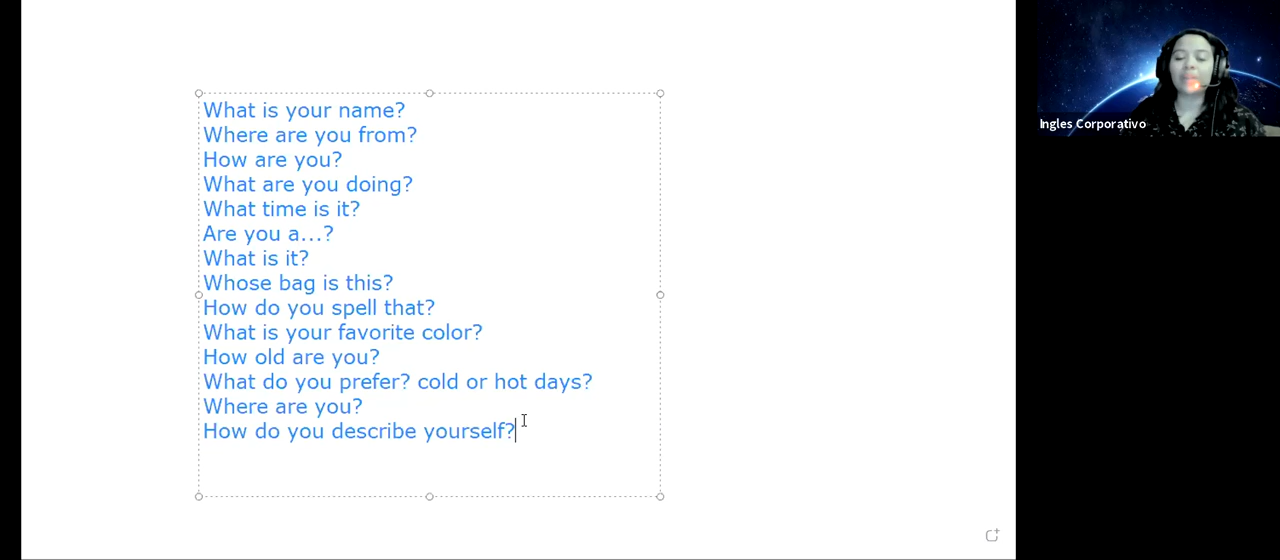 What is your name?
Where are you from?
How are you?
What are you doing?
What time is it?
Are you a...?
What is it?
Whose bag is this?
How do you spell that?
What is your favorite color?
How old are you?
What do you prefer? cold or hot days?
Where are you?
How do you describe yourself?
Ingles Corporativo